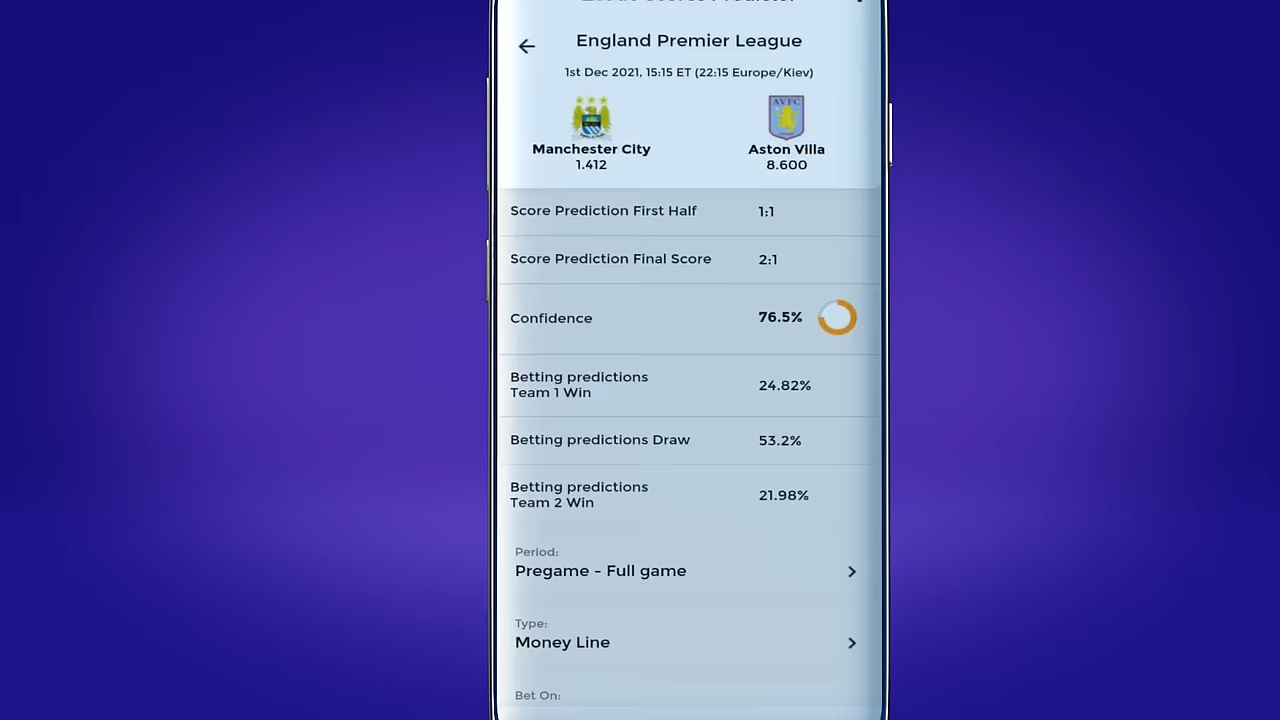 England Premier League
1st Dec 2021, 15:15 ET (22:15 Europe/Kiev)
AVFC
Manchester City
Aston Villa
1.412
8.600
Score Prediction First Half
1:1
Score Prediction Final Score
2:1
Confidence
76.5%
Betting predictions
Team 1 Win
24.82%
Betting predictions Draw
53.2%
Betting predictions
Team 2 Win
21.98%
Period:
Pregame - Full game
Type:
Money Line
Bet On: